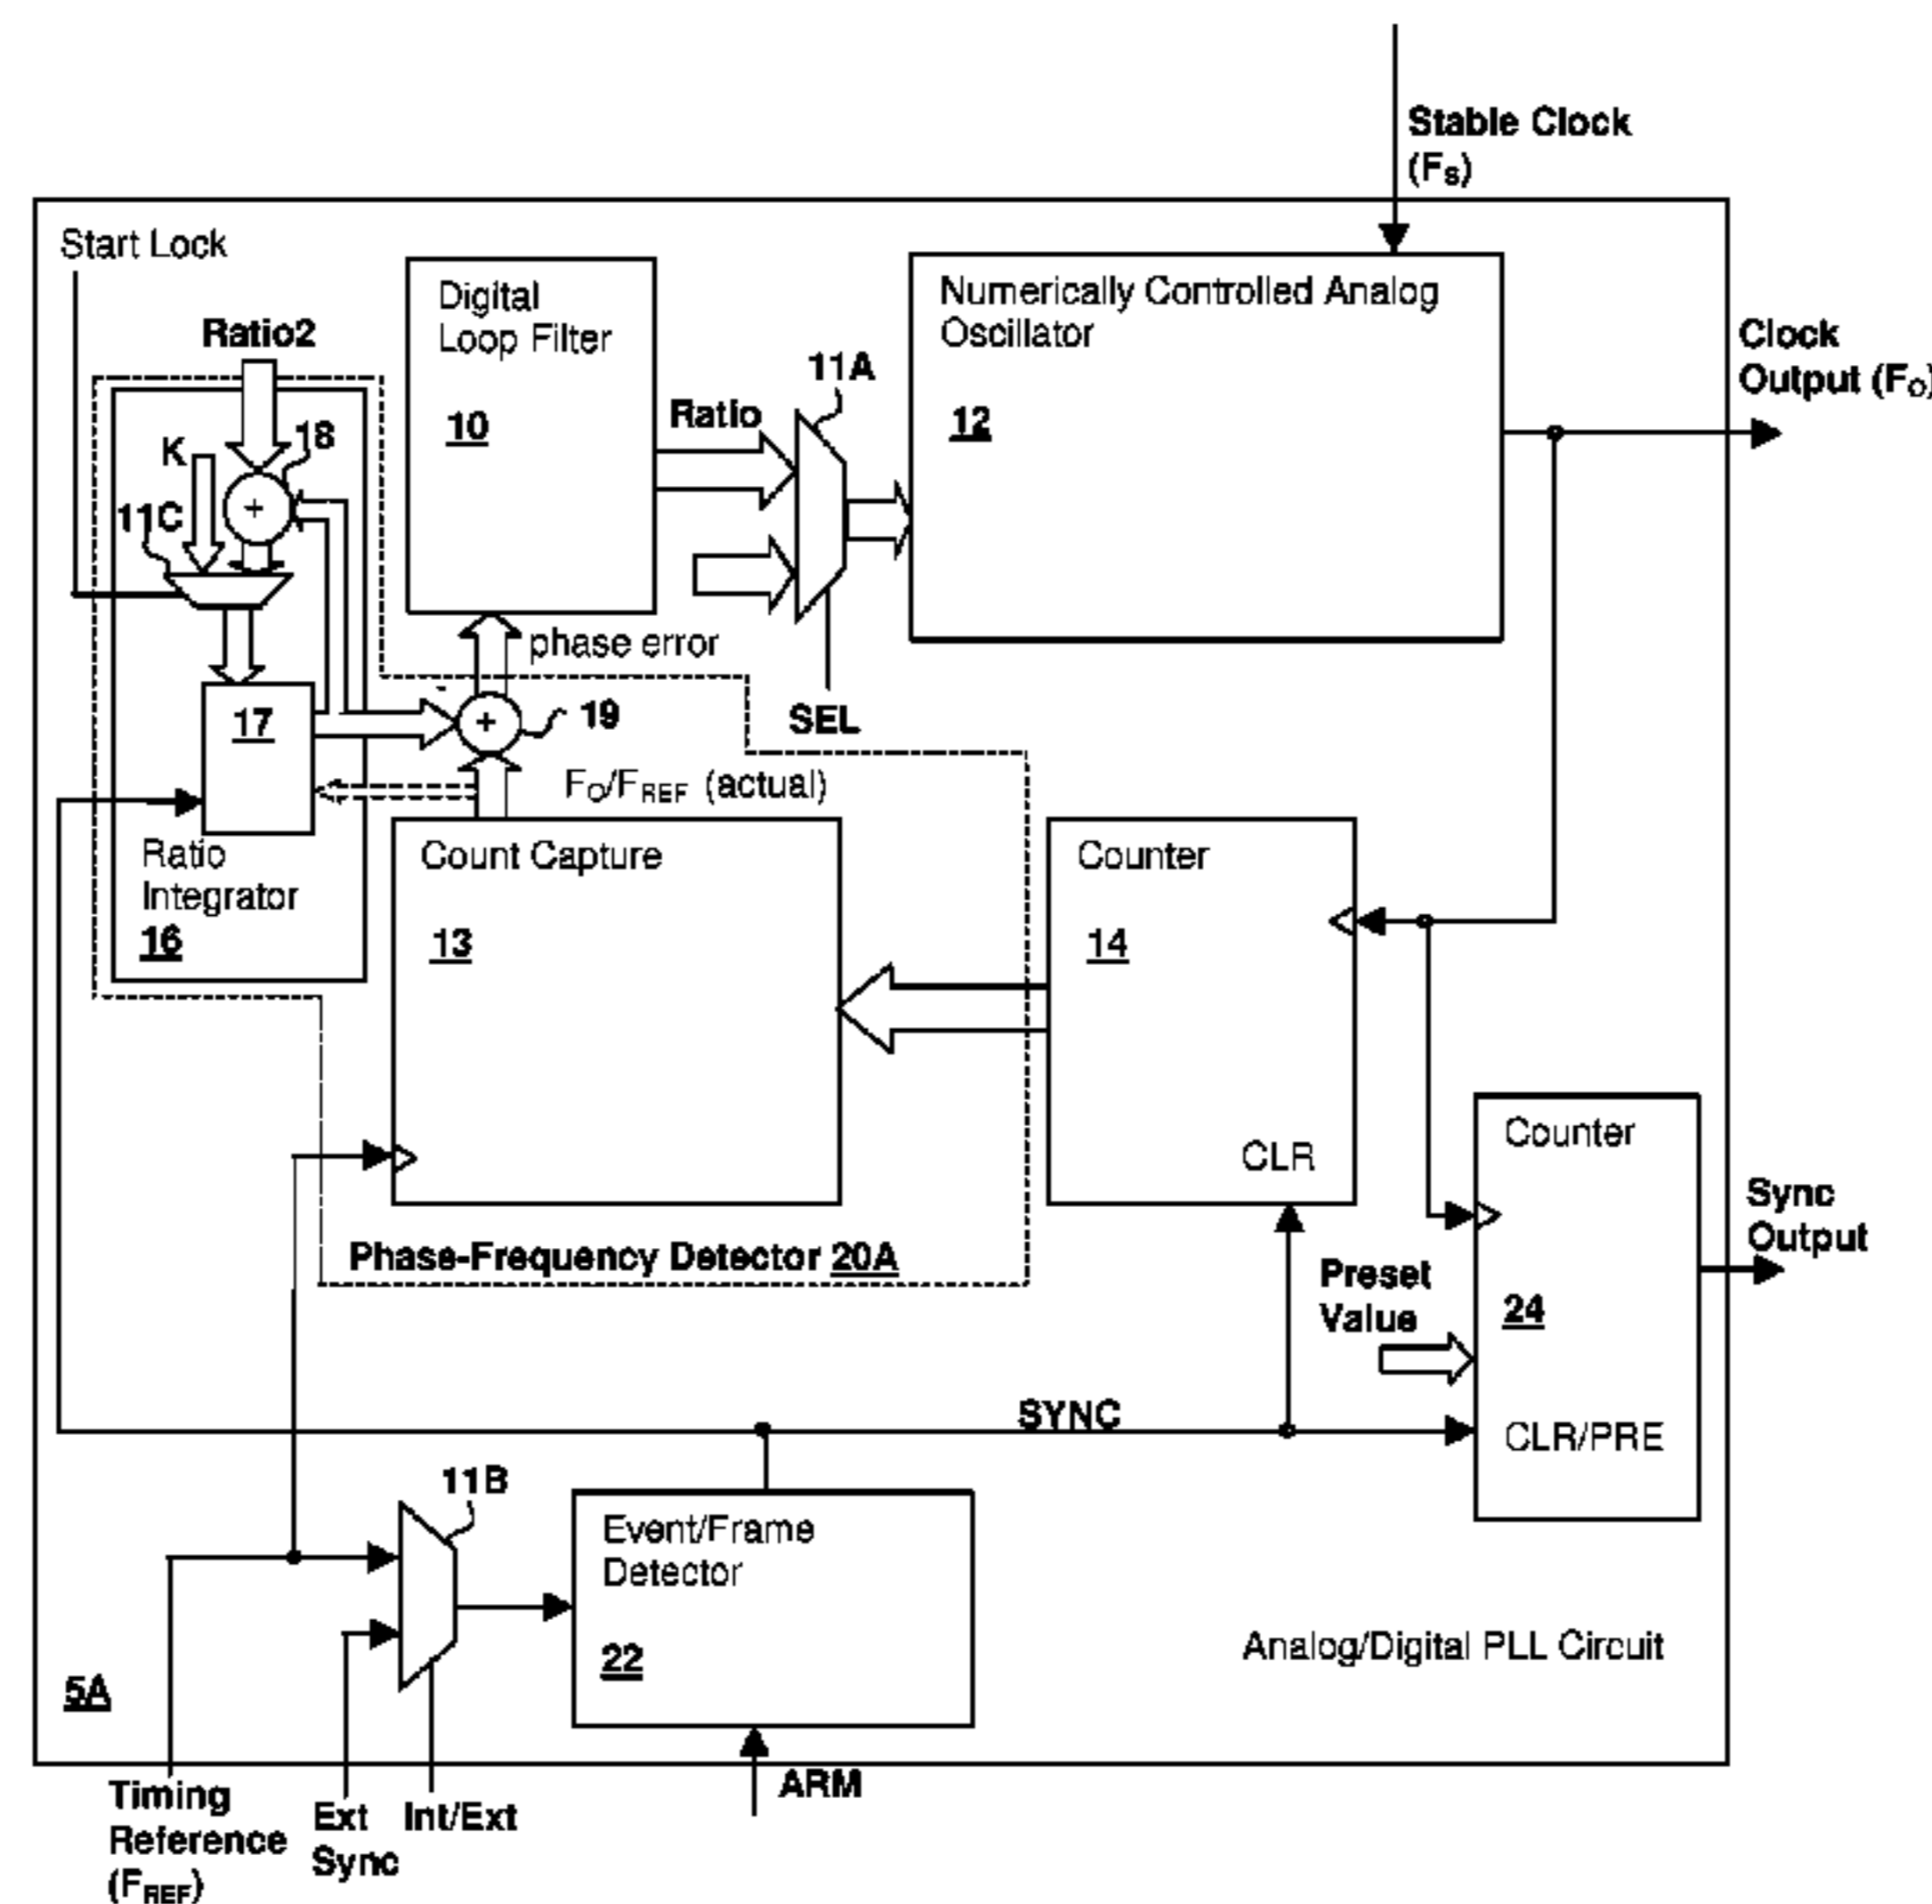 Stable Clock
(FS)
Start Lock
Ratio2
Digital
Loop Filter
10
Ratio
11A
Numerically Controlled Analog
Oscillator
12
Clock
Output (FO)
K
18
+
11C
phase error
SEL
17
+
19
FO/FREF (actual)
Ratio
Integrator
16
Count Capture
13
Counter
14
CLR
Phase-Frequency Detector 20A
Counter
24
CLR/PRE
Preset
Value
Sync
Output
SYNC
11B
Event/Frame
Detector
22
Analog/Digital PLL Circuit
5A
ARM
Timing
Reference
(FREF)
Ext
Sync
Int/Ext